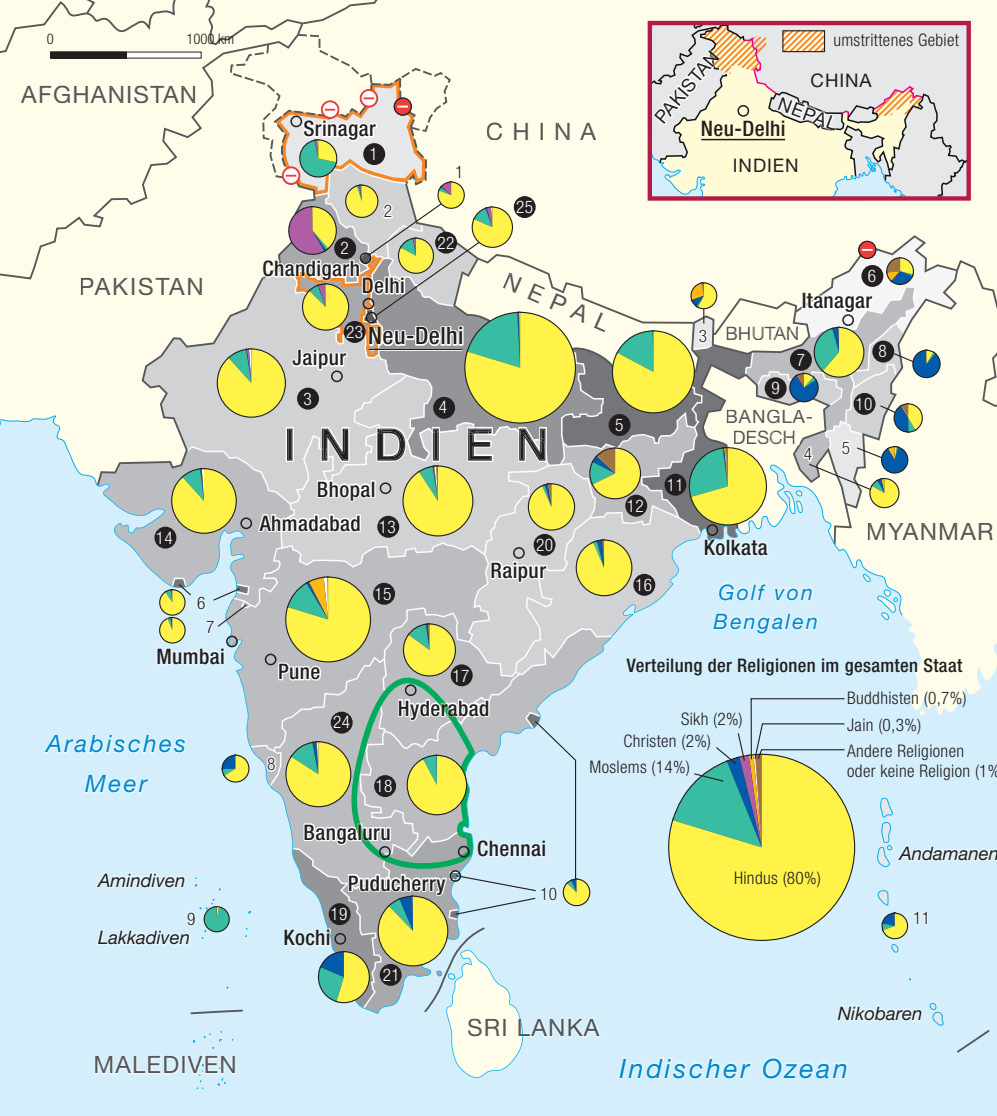 0 1000 km
AFGHANISTAN
CHINA
PAKISTAN
NEPAL
BHUTAN
BANGLA-
DESCH
MYANMAR
SRI LANKA
MALEDIVEN
INDIEN
umstrittenes Gebiet
PAKISTAN
CHINA
NEPAL
Neu-Delhi
INDIEN
Srinagar
1
1
2
25
2
22
Chandigarh
Delhi
23
Neu-Delhi
6
Itanagar
3
7
8
9
10
Jaipur
3
4
5
4
5
Bhopal
13
11
12
Ahmadabad
14
20
Raipur
16
Kolkata
6
7
15
Mumbai
Pune
17
Hyderabad
24
8
18
Bangaluru
Chennai
Puducherry
10
19
Kochi
21
9
11
Amindiven
Lakkadiven
Andamanen
Nikobaren
Arabisches
Meer
Golf von
Bengalen
Indischer Ozean
Verteilung der Religionen im gesamten Staat
Buddhisten (0,7%)
Sikh (2%)
Jain (0,3%)
Christen (2%)
Andere Religionen
oder keine Religion (1%
Moslems (14%)
Hindus (80%)